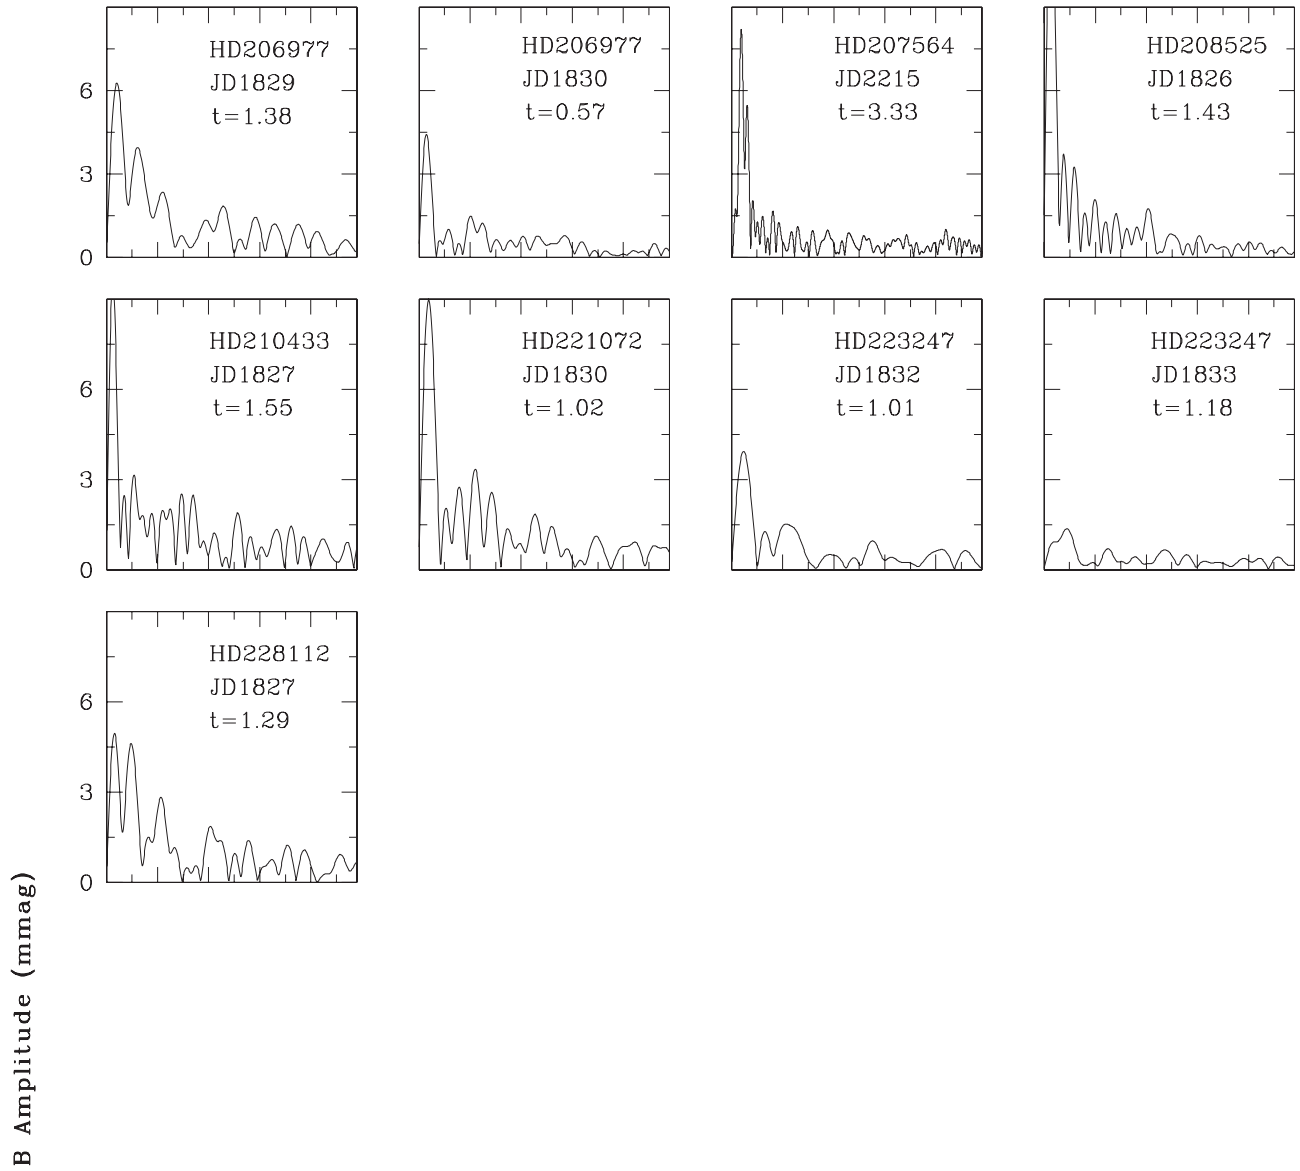 HD206977
JD1829
t=1.38
HD206977
JD1830
t=0.57
HD207564
JD2215
t=3.33
HD208525
JD1826
t=1.43
6
3
0
HD210433
JD1827
t=1.55
HD221072
JD1830
t=1.02
HD223247
JD1832
t=1.01
HD223247
JD1833
t=1.18
6
3
0
HD228112
JD1827
t=1.29
6
3
0
B Amplitude (mmag)